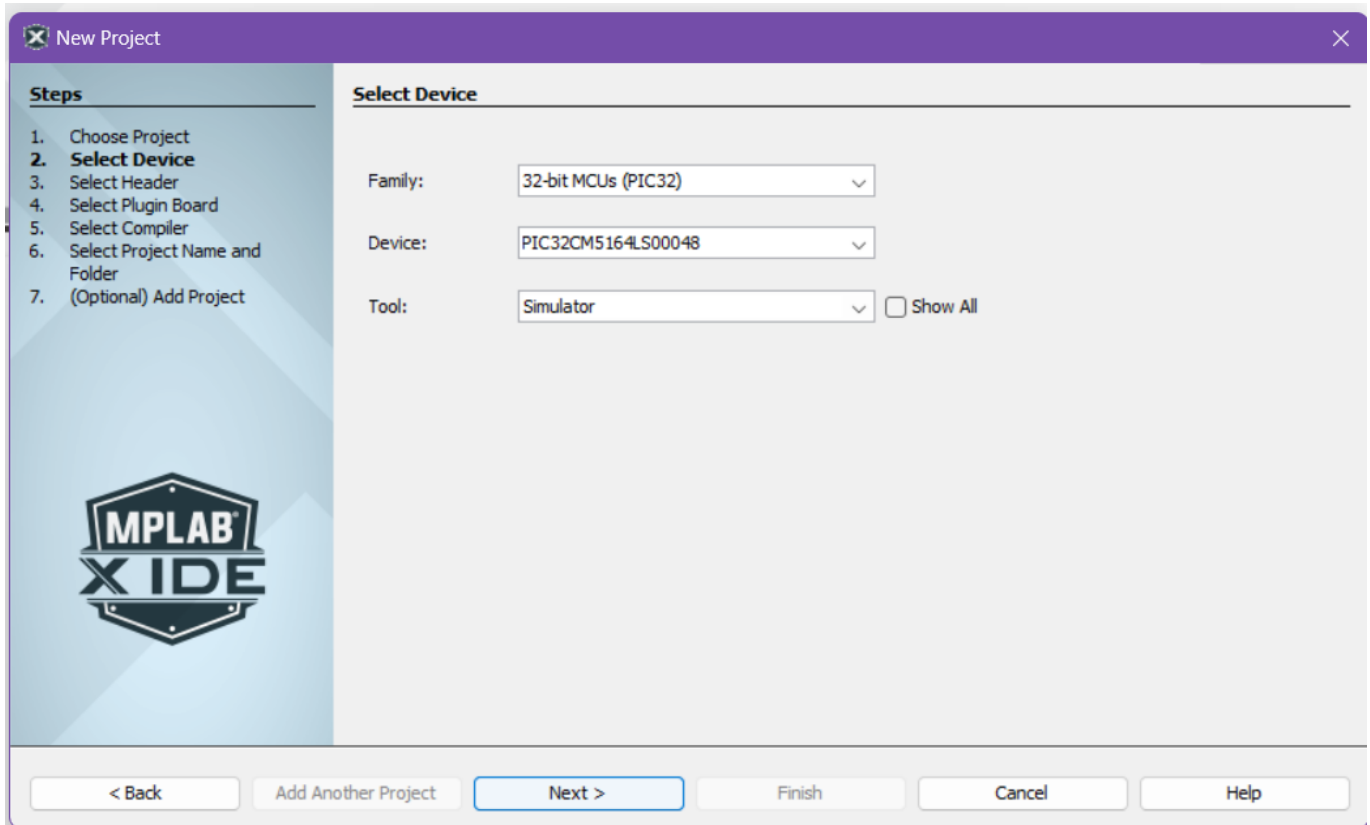 New Project
Steps
1. Choose Project
2. Select Device
3. Select Header
4. Select Plugin Board
5. Select Compiler
6. Select Project Name and
Folder
7. (Optional) Add Project
MPLAB®
X IDE
Select Device
Family: 32-bit MCUs (PIC32)
Device: PIC32CM5164LS00048
Tool: Simulator Show All
< Back Add Another Project Next > Finish Cancel Help